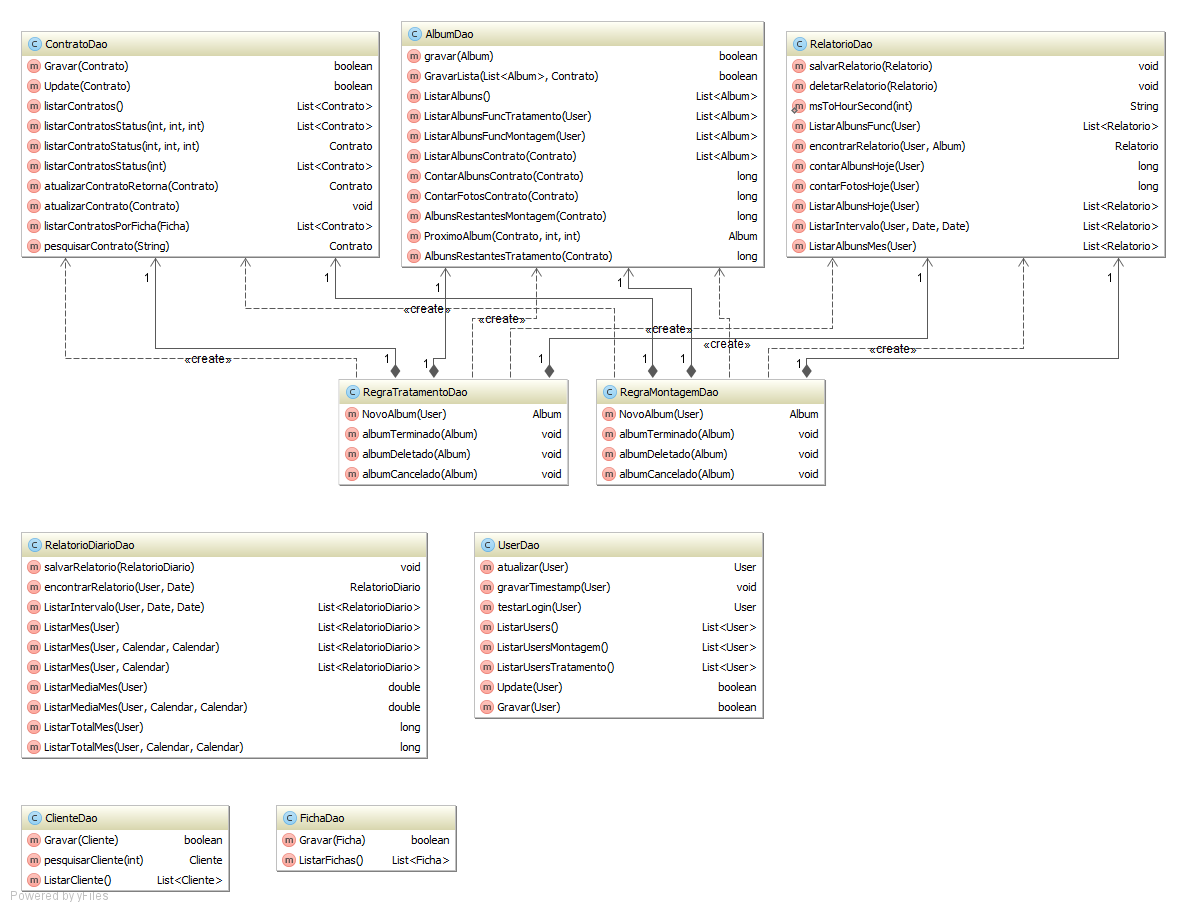 ContratoDao
Gravar(Contrato) boolean
Update(Contrato) boolean
listarContratos() List<Contrato>
listarContratosStatus(int, int, int) List<Contrato>
listarContratoStatus(int, int, int) Contrato
listarContratosStatus(int) List<Contrato>
atualizarContratoRetorna(Contrato) Contrato
atualizarContrato(Contrato) void
listarContratosPorFicha(Ficha) List<Contrato>
pesquisarContrato(String) Contrato
AlbumDao
gravar(Album) boolean
GravarLista(List<Album>, Contrato) boolean
ListarAlbuns() List<Album>
ListarAlbunsFuncTratamento(User) List<Album>
ListarAlbunsFuncMontagem(User) List<Album>
ListarAlbunsContrato(Contrato) List<Album>
ContarAlbunsContrato(Contrato) long
ContarFotosContrato(Contrato) long
AlbunsRestantesMontagem(Contrato) long
ProximoAlbum(Contrato, int, int) Album
AlbunsRestantesTratamento(Contrato) long
RelatorioDao
salvarRelatorio(Relatorio) void
deletarRelatorio(Relatorio) void
msToHourSecond(int) String
ListarAlbunsFunc(User) List<Relatorio>
encontrarRelatorio(User, Album) Relatorio
contarAlbunsHoje(User) long
contarFotosHoje(User) long
ListarAlbunsHoje(User) List<Relatorio>
ListarIntervalo(User, Date, Date) List<Relatorio>
ListarAlbunsMes(User) List<Relatorio>
1
1
1
1
1
1
«create»
«create»
«create»
«create»
«create»
«create»
1
1
1
1
1
1
RegraTratamentoDao
NovoAlbum(User) Album
albumTerminado(Album) void
albumDeletado(Album) void
albumCancelado(Album) void
RegraMontagemDao
NovoAlbum(User) Album
albumTerminado(Album) void
albumDeletado(Album) void
albumCancelado(Album) void
RelatorioDiarioDao
salvarRelatorio(RelatorioDiario) void
encontrarRelatorio(User, Date) RelatorioDiario
ListarIntervalo(User, Date, Date) List<RelatorioDiario>
ListarMes(User) List<RelatorioDiario>
ListarMes(User, Calendar, Calendar) List<RelatorioDiario>
ListarMes(User, Calendar) List<RelatorioDiario>
ListarMediaMes(User) double
ListarMediaMes(User, Calendar, Calendar) double
ListarTotalMes(User) long
ListarTotalMes(User, Calendar, Calendar) long
UserDao
atualizar(User) User
gravarTimestamp(User) void
testarLogin(User) User
ListarUsers() List<User>
ListarUsersMontagem() List<User>
ListarUsersTratamento() List<User>
Update(User) boolean
Gravar(User) boolean
ClienteDao
Gravar(Cliente) boolean
pesquisarCliente(int) Cliente
ListarCliente() List<Cliente>
FichaDao
Gravar(Ficha) boolean
ListarFichas() List<Ficha>
Powered by yFiles